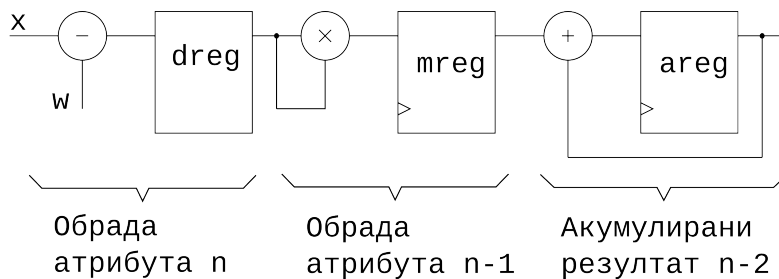 x
−
dreg
×
mreg
+
areg
w
Обрада
атрибута n
Обрада
атрибута n-1
Акумулирани
резултат n-2